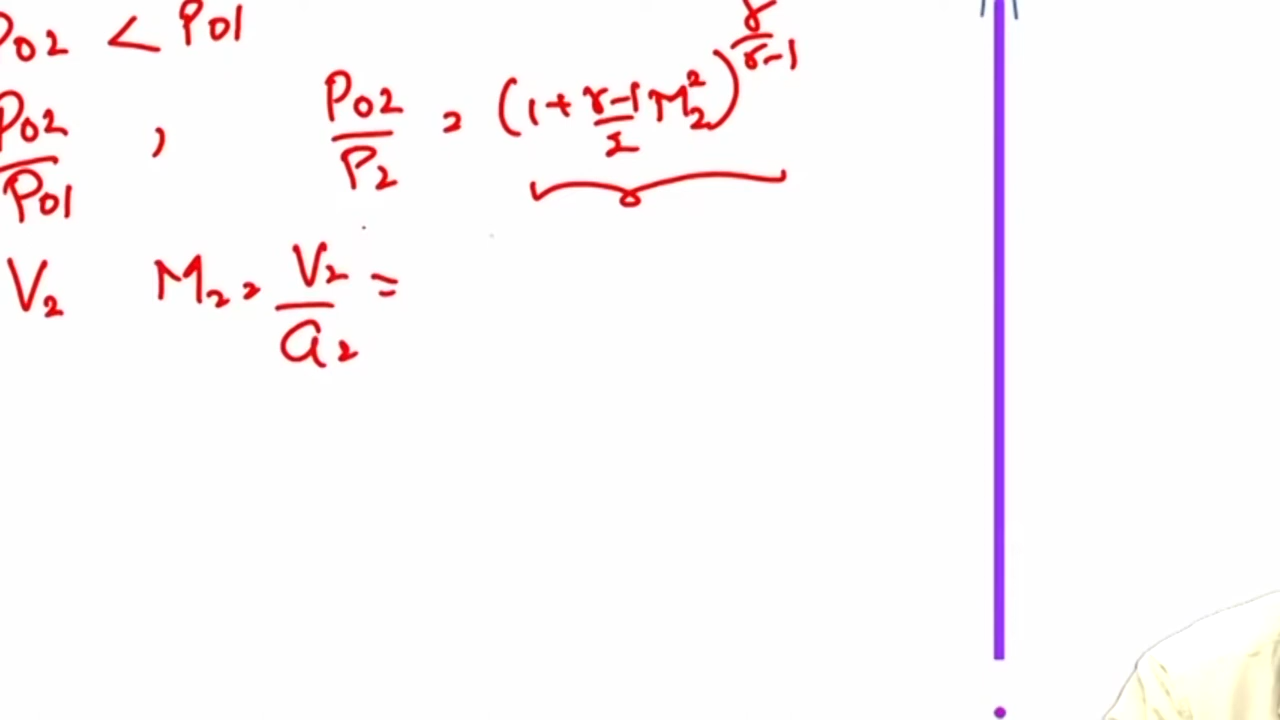 P02 < P01
P02/P01 , P02/P2 = (1 + γ-1/2 M2²)^γ/γ-1
V2 M2 = V2/a2 =